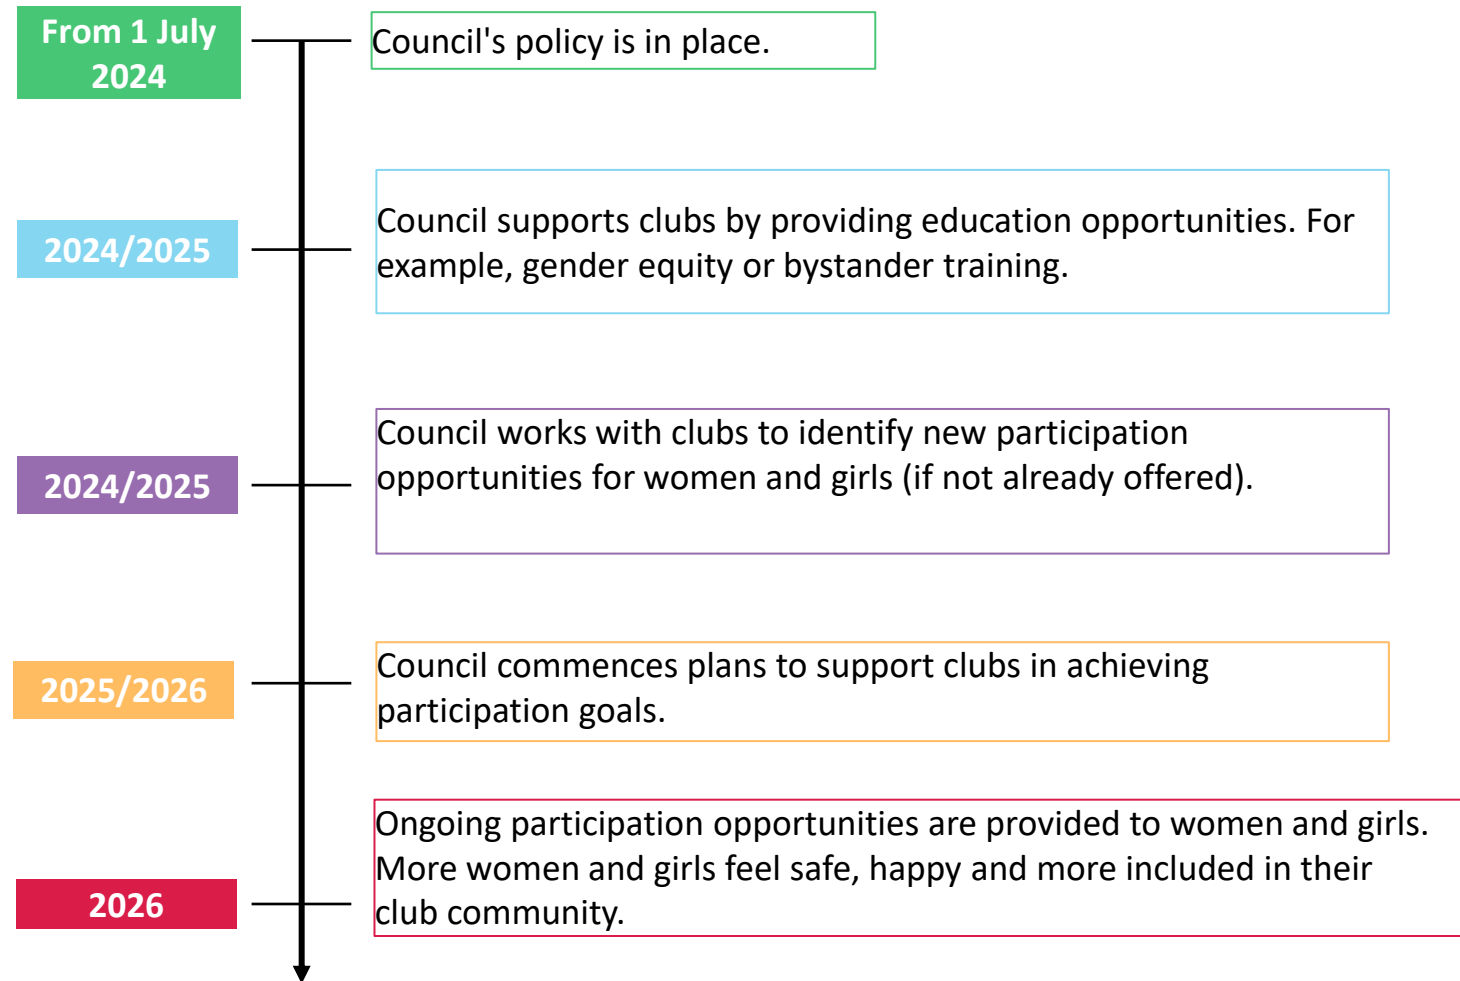 From 1 July
2024
Council's policy is in place.
2024/2025
Council supports clubs by providing education opportunities. For
example, gender equity or bystander training.
2024/2025
Council works with clubs to identify new participation
opportunities for women and girls (if not already offered).
2025/2026
Council commences plans to support clubs in achieving
participation goals.
2026
Ongoing participation opportunities are provided to women and girls.
More women and girls feel safe, happy and more included in their
club community.